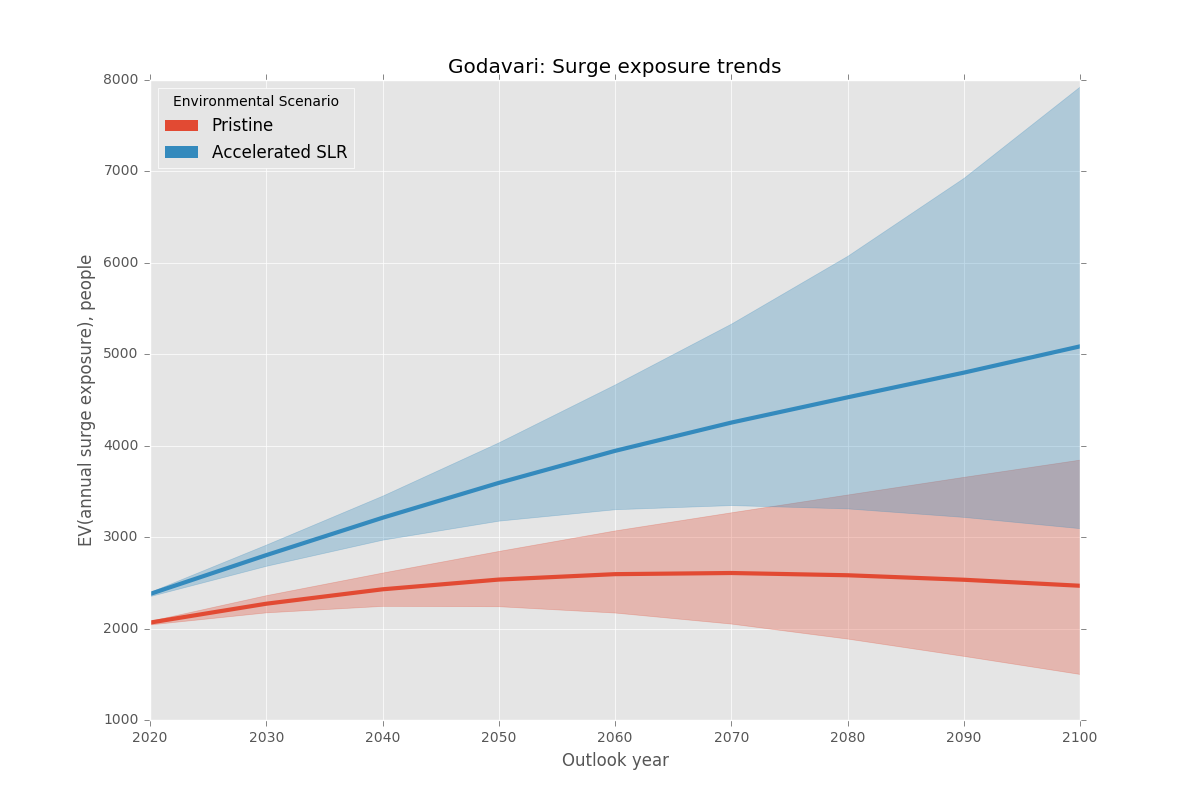 Godavari: Surge exposure trends
Environmental Scenario
Pristine
Accelerated SLR
EV(annual surge exposure), people
8000
7000
6000
5000
4000
3000
2000
1000
2020 2030 2040 2050 2060 2070 2080 2090 2100
Outlook year